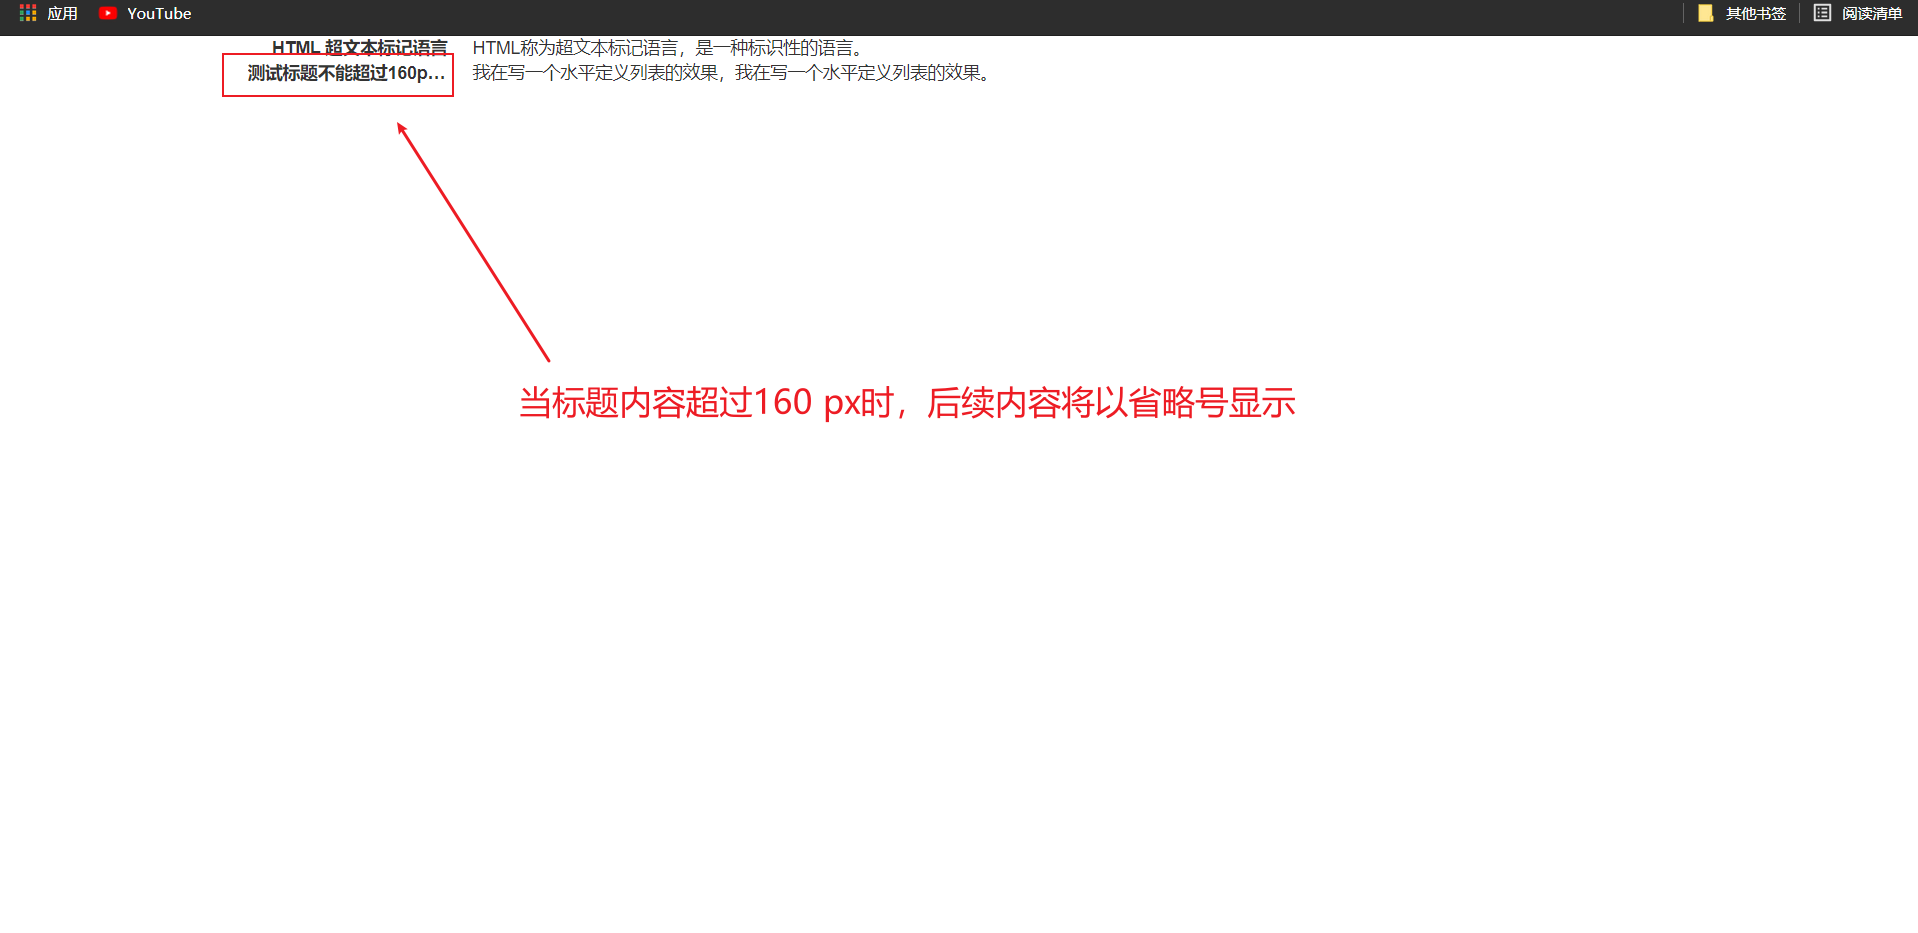 应用 YouTube 其他书签 阅读清单
HTML 超文本标记语言 HTML称为超文本标记语言，是一种标识性的语言。
测试标题不能超过160p... 我在写一个水平定义列表的效果，我在写一个水平定义列表的效果。
当标题内容超过160 px时，后续内容将以省略号显示